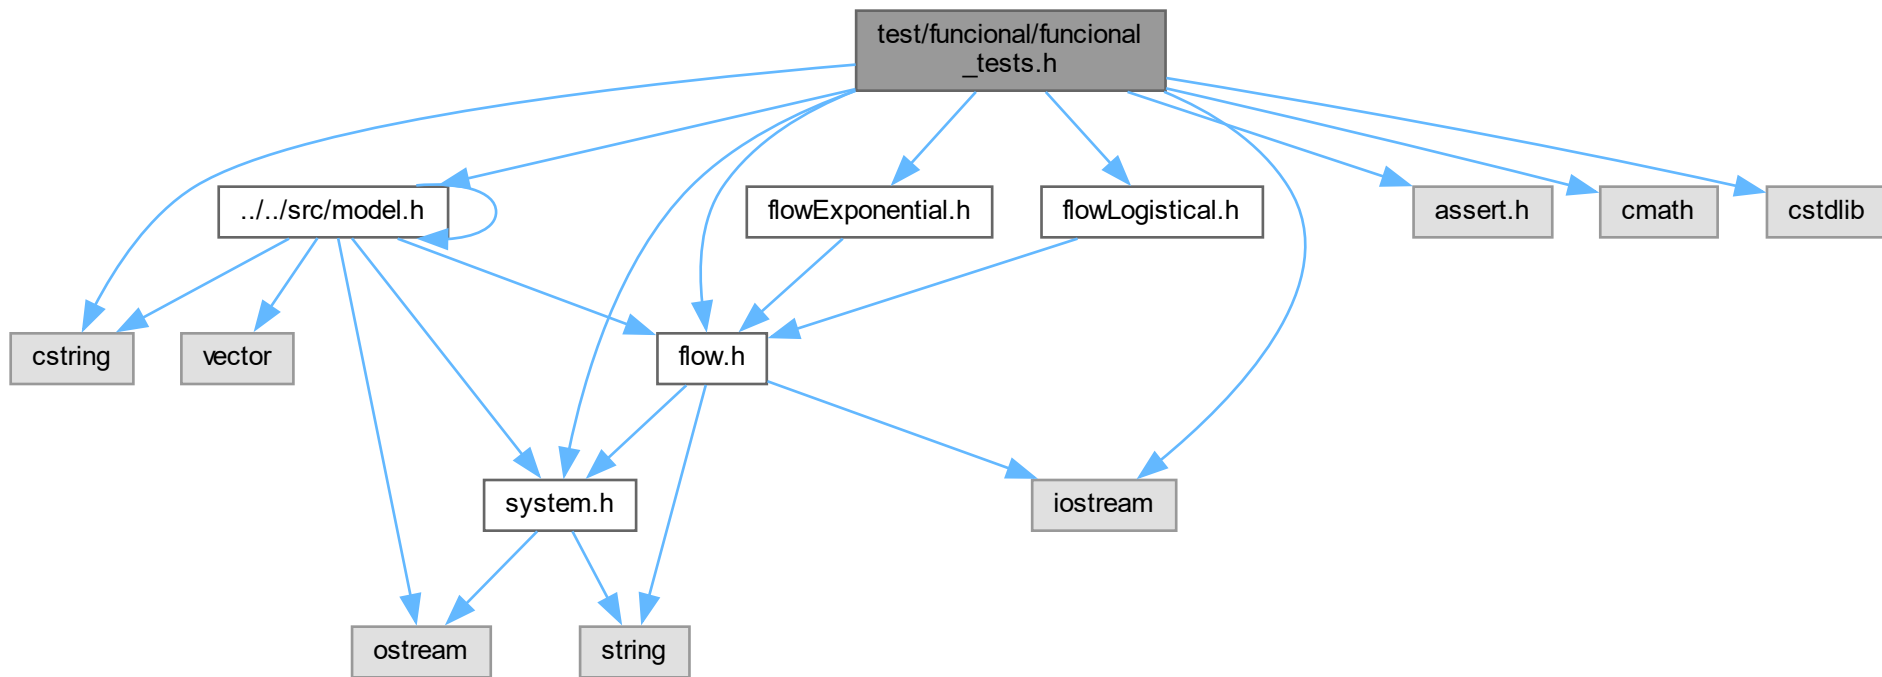 test/funcional/funcional
_tests.h
../../src/model.h
flowExponential.h
flowLogistical.h
assert.h
cmath
cstdlib
cstring
vector
flow.h
system.h
iostream
ostream
string